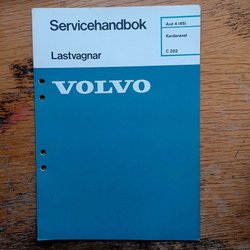 Servicehandbok
Lastvagnar
Avd 4 (45)
Kardanaxel
C 202
VOLVO